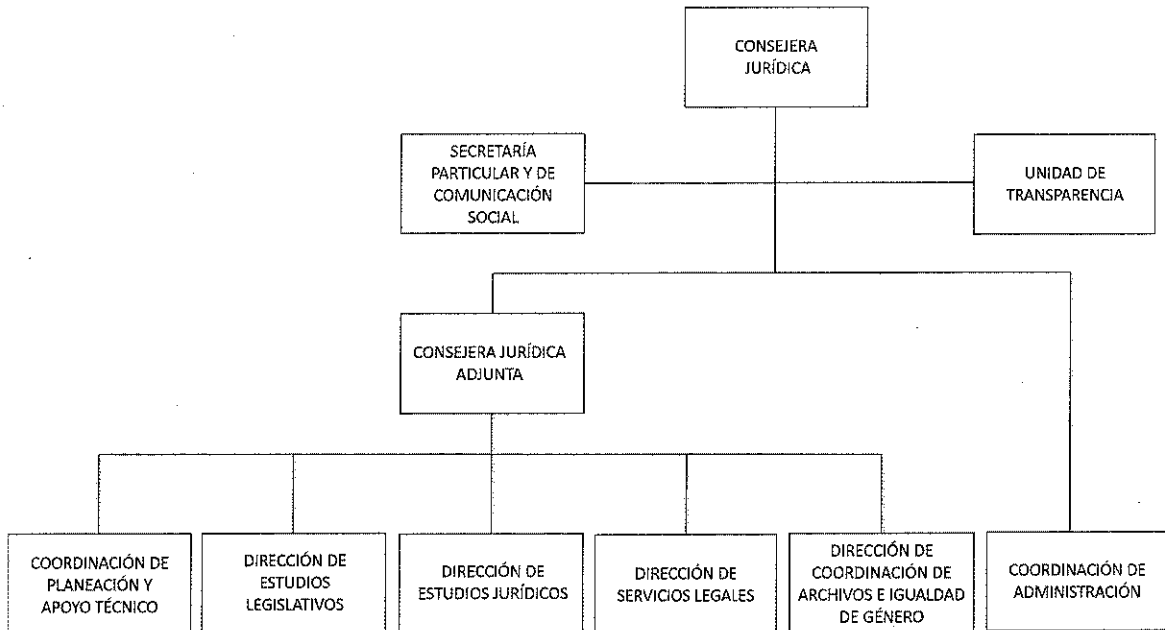 CONSEJERA
JURÍDICA
SECRETARÍA
PARTICULAR Y DE
COMUNICACIÓN
SOCIAL
UNIDAD DE
TRANSPARENCIA
CONSEJERA JURÍDICA
ADJUNTA
COORDINACIÓN DE
PLANEACIÓN Y
APOYO TÉCNICO
DIRECCIÓN DE
ESTUDIOS
LEGISLATIVOS
DIRECCIÓN DE
ESTUDIOS JURÍDICOS
DIRECCIÓN DE
SERVICIOS LEGALES
DIRECCIÓN DE
COORDINACIÓN DE
ARCHIVOS E IGUALDAD
DE GÉNERO
COORDINACIÓN DE
ADMINISTRACIÓN